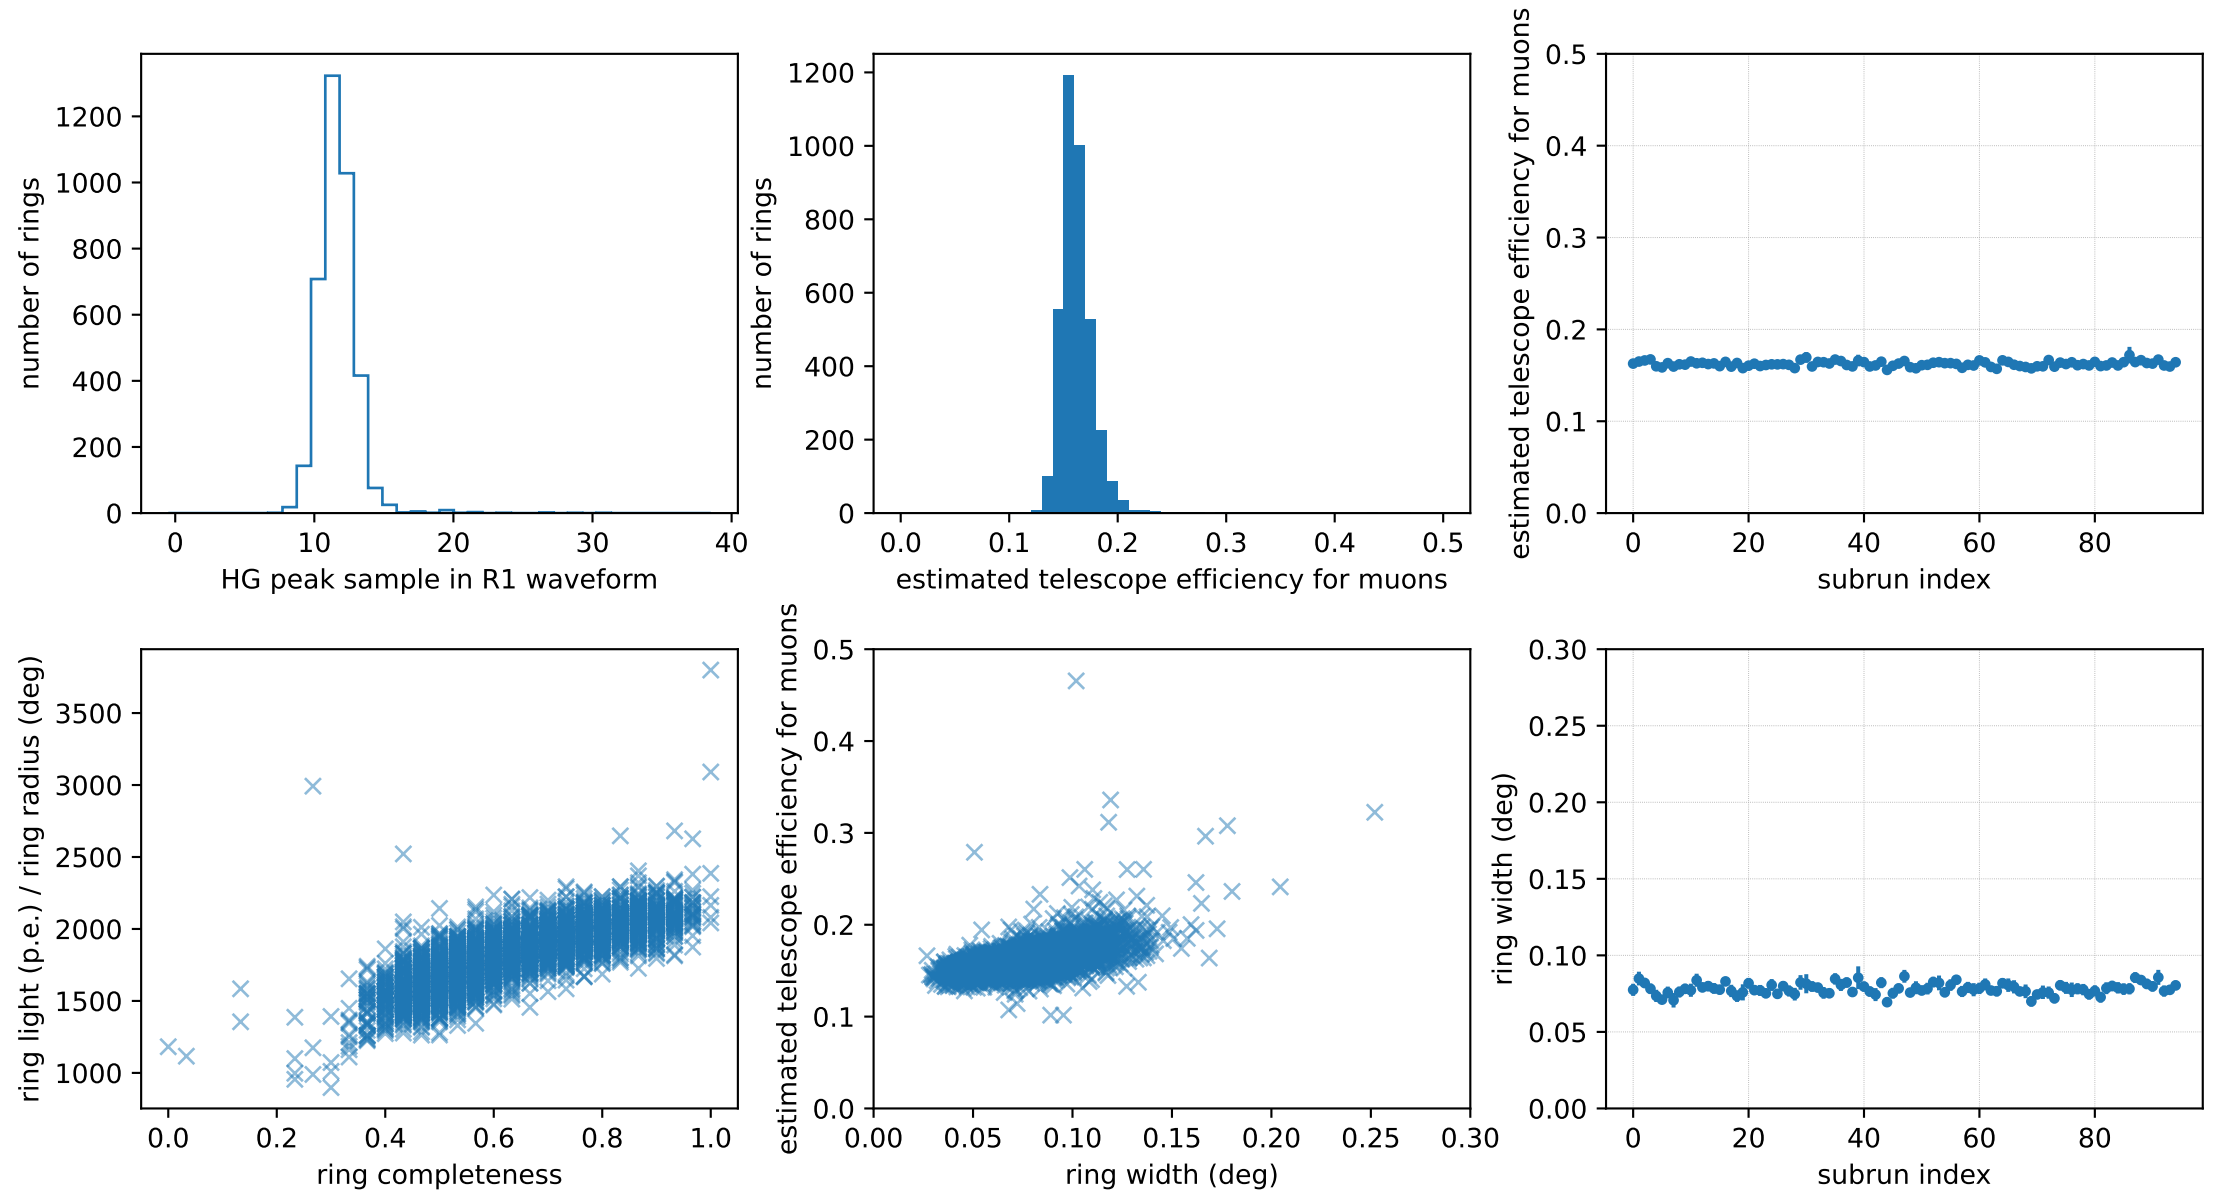 number of rings
1200
1000
800
600
400
200
0
0 10 20 30 40
HG peak sample in R1 waveform
number of rings
1200
1000
800
600
400
200
0
0.0 0.1 0.2 0.3 0.4 0.5
estimated telescope efficiency for muons
estimated telescope efficiency for muons
0.5
0.4
0.3
0.2
0.1
0.0
0 20 40 60 80
subrun index
ring light (p.e.) / ring radius (deg)
3500
3000
2500
2000
1500
1000
0.0 0.2 0.4 0.6 0.8 1.0
ring completeness
estimated telescope efficiency for muons
0.5
0.4
0.3
0.2
0.1
0.0
0.00 0.05 0.10 0.15 0.20 0.25 0.30
ring width (deg)
ring width (deg)
0.30
0.25
0.20
0.15
0.10
0.05
0.00
0 20 40 60 80
subrun index